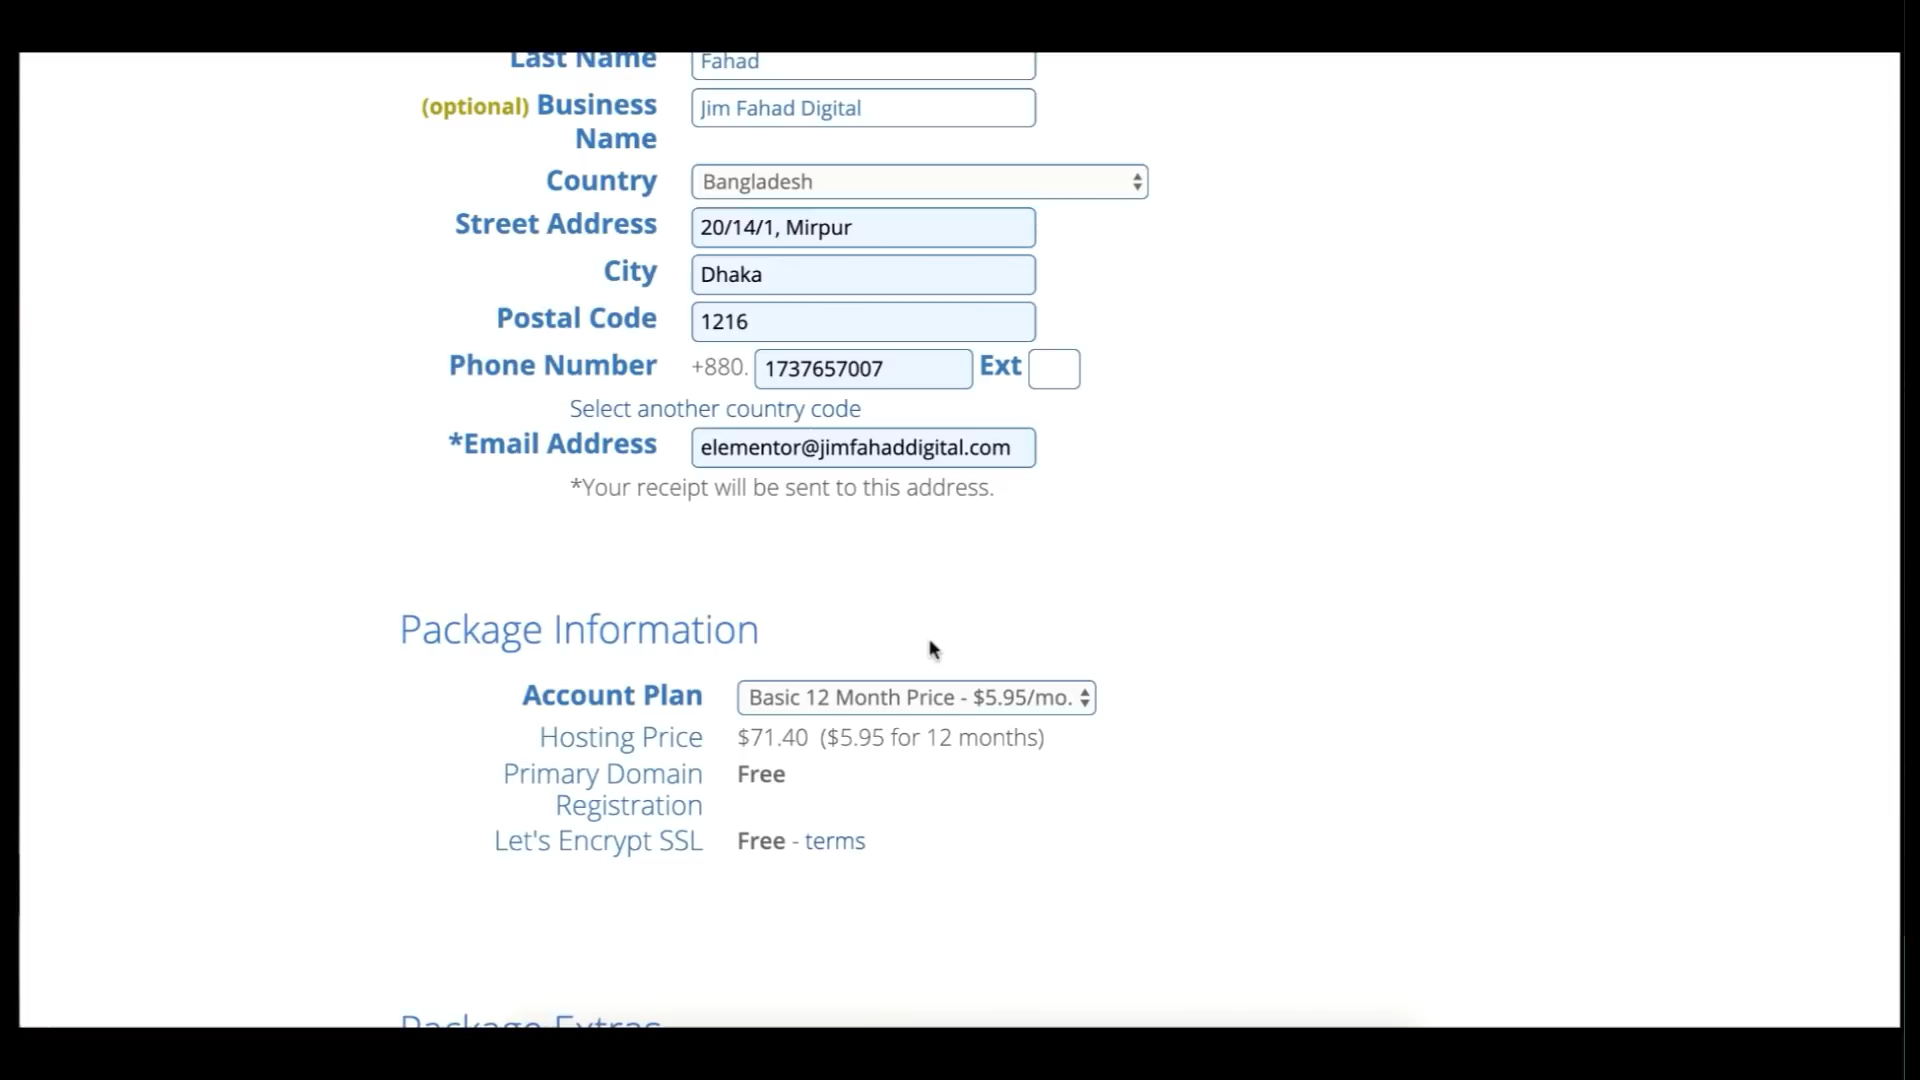 Last Name Fahad
(optional) Business Name Jim Fahad Digital
Country Bangladesh
Street Address 20/14/1, Mirpur
City Dhaka
Postal Code 1216
Phone Number +880. 1737657007 Ext
Select another country code
*Email Address elementor@jimfahaddigital.com
*Your receipt will be sent to this address.
Package Information
Account Plan Basic 12 Month Price - $5.95/mo.
Hosting Price $71.40 ($5.95 for 12 months)
Primary Domain Registration Free
Let's Encrypt SSL Free - terms
Package Extras